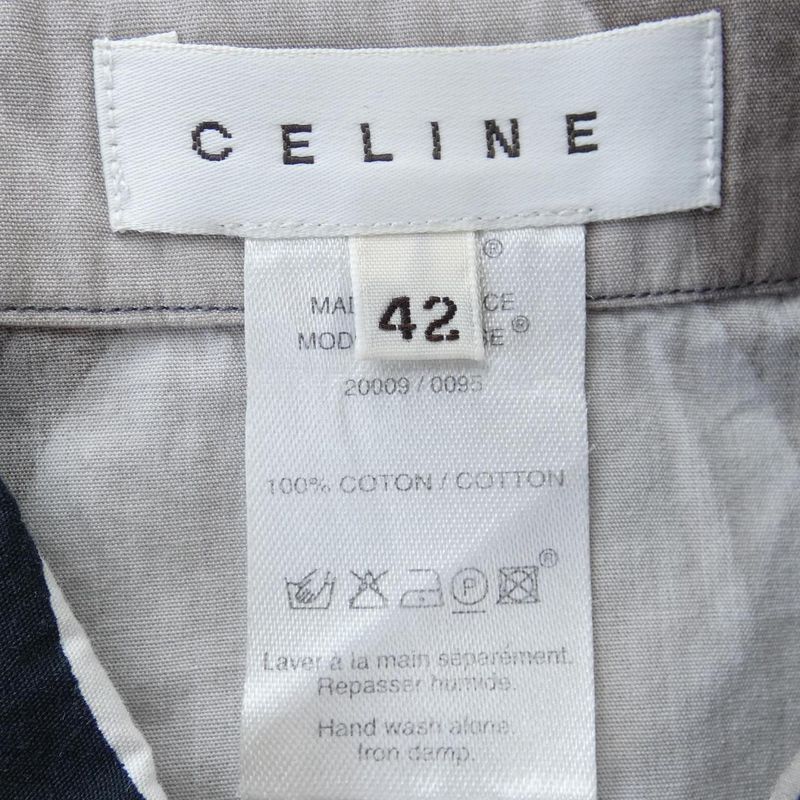 CELINE
®
42
®
20009 / 0095
100% COTON / COTTON
®
Laver à la main séparément.
Repasser humide.
Hand wash alone.
Iron damp.